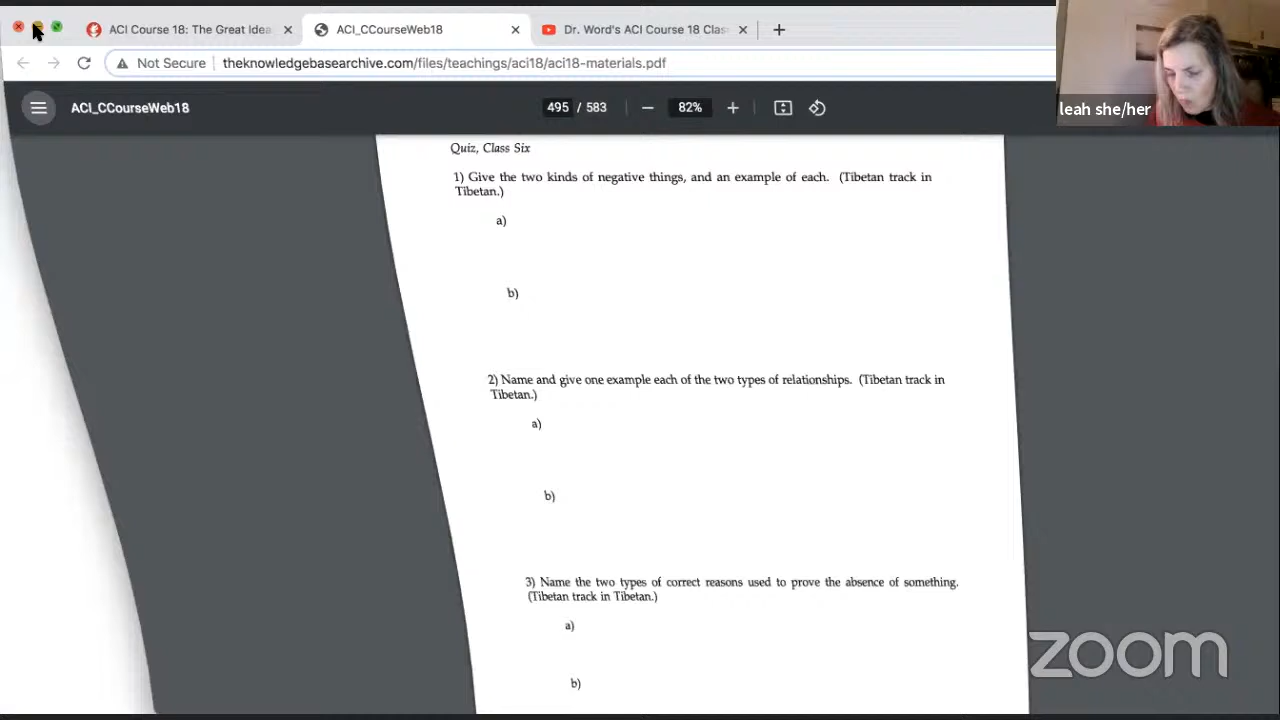 ACI Course 18: The Great Idea
ACI_CCourseWeb18
Dr. Word's ACI Course 18 Clas
Not Secure
theknowledgebasearchive.com/files/teachings/aci18/aci18-materials.pdf
leah she/her
ACI_CCourseWeb18
495 / 583
82%
Quiz, Class Six
1) Give the two kinds of negative things, and an example of each. (Tibetan track in
Tibetan.)
a)
b)
2) Name and give one example each of the two types of relationships. (Tibetan track in
Tibetan.)
a)
b)
3) Name the two types of correct reasons used to prove the absence of something.
(Tibetan track in Tibetan.)
a)
b)
zoom